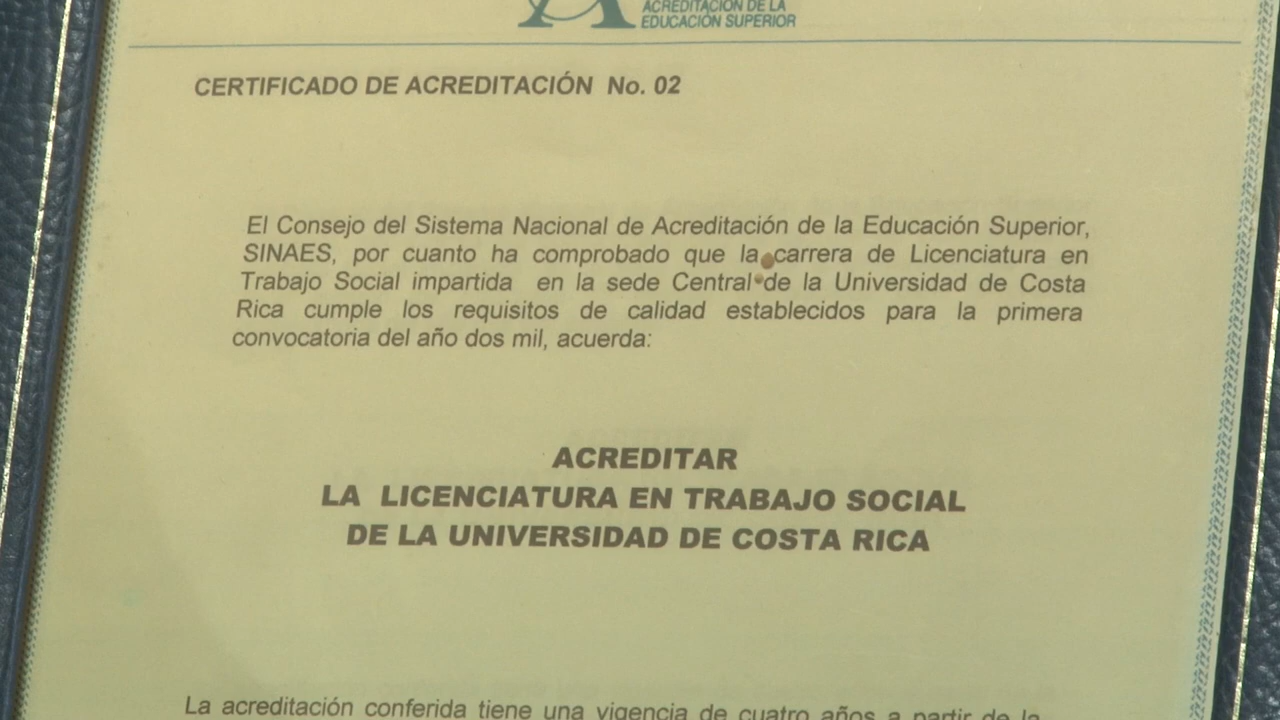 ACREDITACIÓN DE LA
EDUCACIÓN SUPERIOR
CERTIFICADO DE ACREDITACIÓN No. 02
El Consejo del Sistema Nacional de Acreditación de la Educación Superior,
SINAES, por cuanto ha comprobado que la carrera de Licenciatura en
Trabajo Social impartida en la sede Central de la Universidad de Costa
Rica cumple los requisitos de calidad establecidos para la primera
convocatoria del año dos mil, acuerda:
ACREDITAR
LA LICENCIATURA EN TRABAJO SOCIAL
DE LA UNIVERSIDAD DE COSTA RICA
La acreditación conferida tiene una vigencia de cuatro años a partir de la